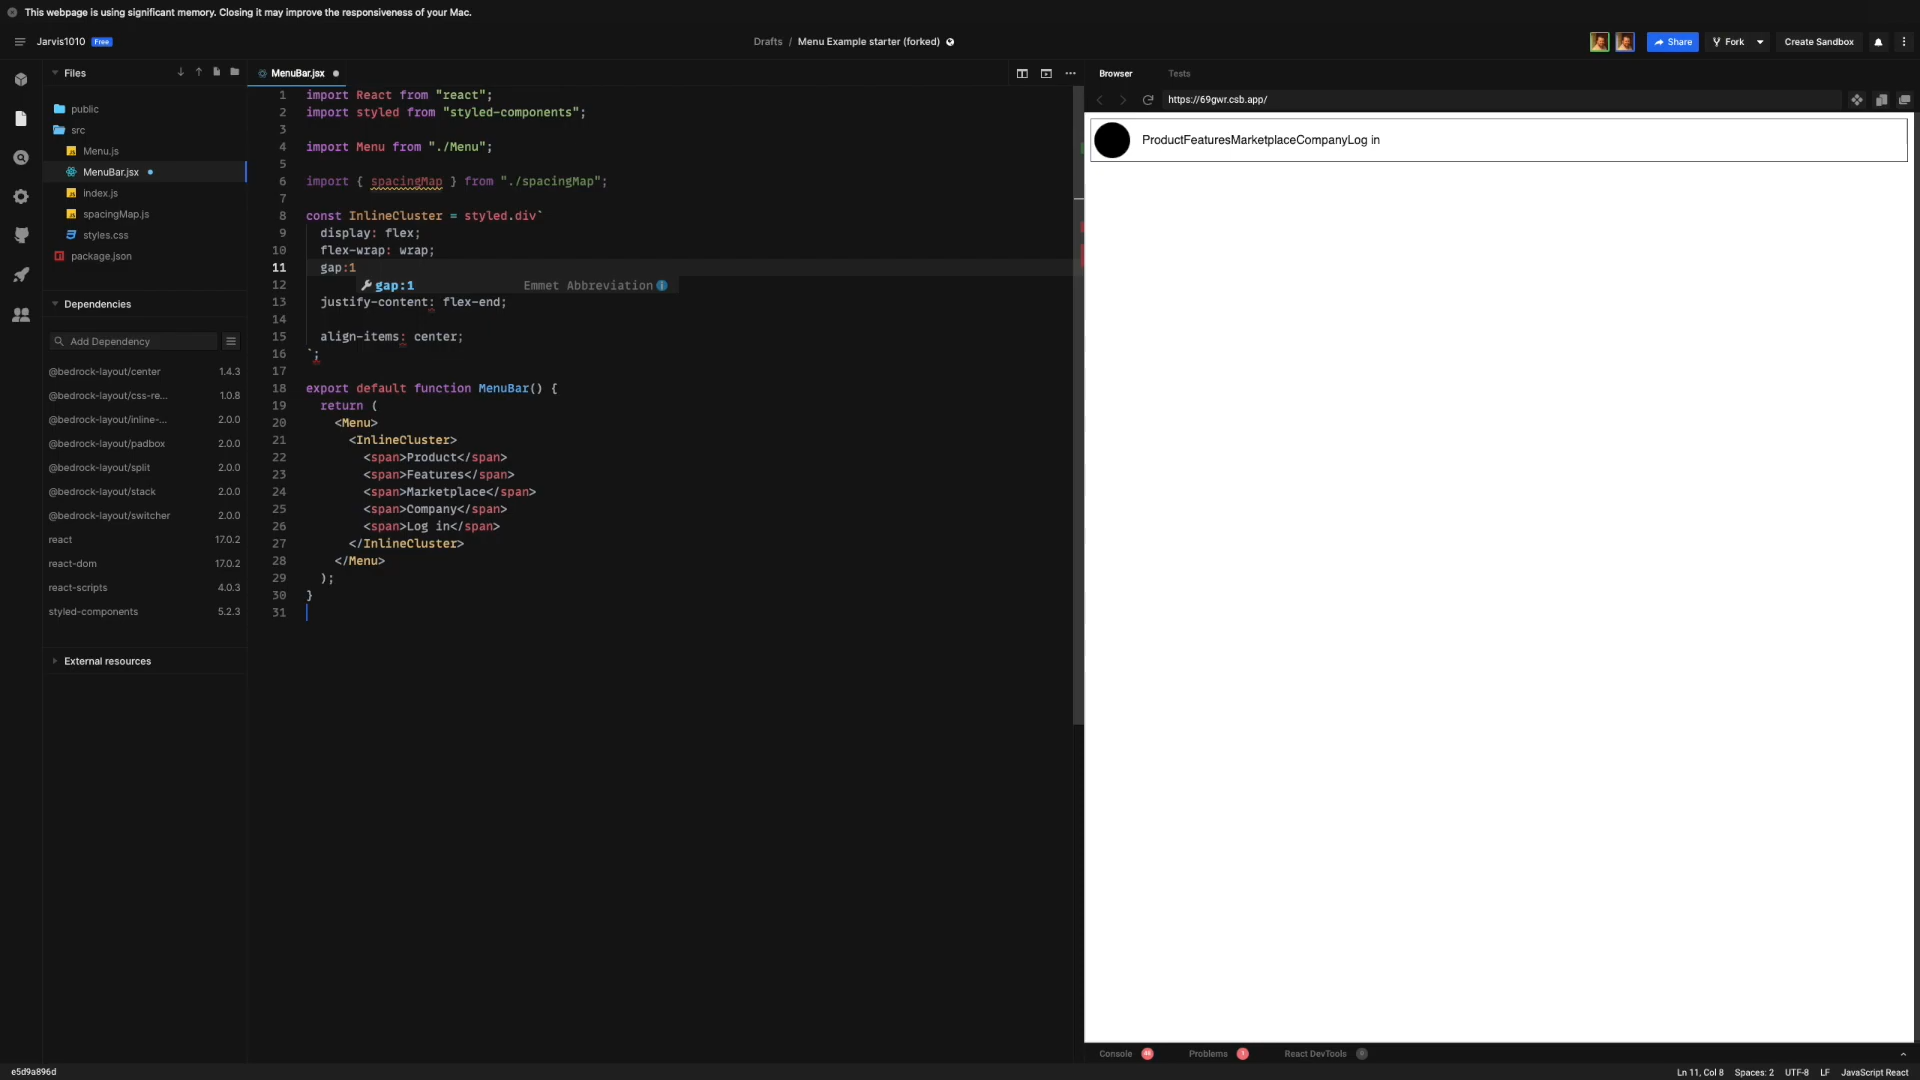 This webpage is using significant memory. Closing it may improve the responsiveness of your Mac.
Jarvis1010 Free
Drafts / Menu Example starter (forked)
Share
Fork
Create Sandbox
Files
public
src
Menu.js
MenuBar.jsx
index.js
spacingMap.js
styles.css
package.json
Dependencies
Add Dependency
@bedrock-layout/center 1.4.3
@bedrock-layout/css-re... 1.0.8
@bedrock-layout/inline-... 2.0.0
@bedrock-layout/padbox 2.0.0
@bedrock-layout/split 2.0.0
@bedrock-layout/stack 2.0.0
@bedrock-layout/switcher 2.0.0
react 17.0.2
react-dom 17.0.2
react-scripts 4.0.3
styled-components 5.2.3
External resources
MenuBar.jsx
1 import React from "react";
2 import styled from "styled-components";
3
4 import Menu from "./Menu";
5
6 import { spacingMap } from "./spacingMap";
7
8 const InlineCluster = styled.div`
9 display: flex;
10 flex-wrap: wrap;
11 gap:1
12 gap:1 Emmet Abbreviation
13 justify-content: flex-end;
14
15 align-items: center;
16 `;
17
18 export default function MenuBar() {
19 return (
20 <Menu>
21 <InlineCluster>
22 <span>Product</span>
23 <span>Features</span>
24 <span>Marketplace</span>
25 <span>Company</span>
26 <span>Log in</span>
27 </InlineCluster>
28 </Menu>
29 );
30 }
31
Browser Tests
https://69gwr.csb.app/
ProductFeaturesMarketplaceCompanyLog in
Console
Problems 1
React DevTools 0
e5d9a896d
Ln 11, Col 8 Spaces: 2 UTF-8 LF JavaScript React